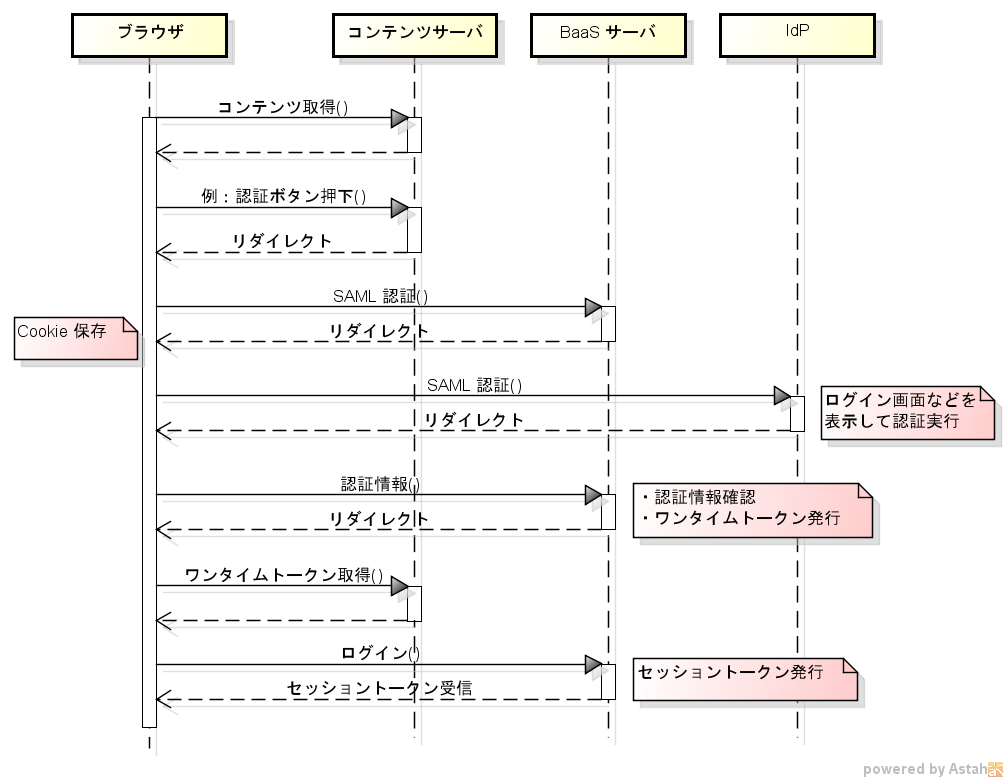 ブラウザ
コンテンツサーバ
BaaS サーバ
IdP
コンテンツ取得()
例：認証ボタン押下()
リダイレクト
SAML 認証()
リダイレクト
Cookie 保存
SAML 認証()
リダイレクト
ログイン画面などを
表示して認証実行
認証情報()
リダイレクト
・認証情報確認
・ワンタイムトークン発行
ワンタイムトークン取得()
ログイン()
セッショントークン受信
セッショントークン発行
powered by Astah